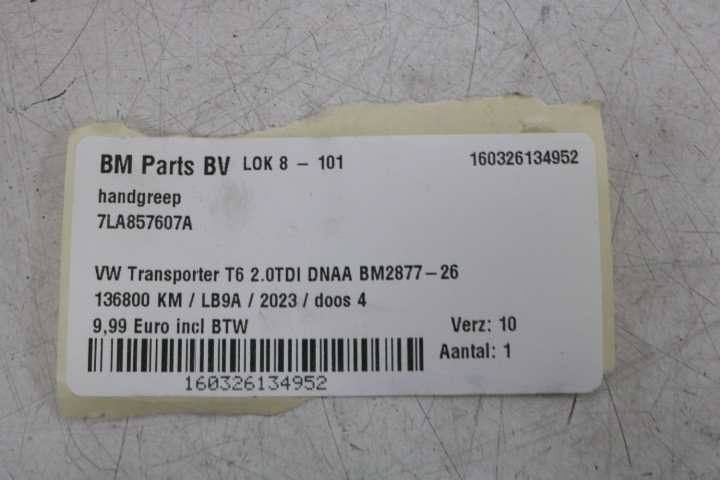 BM Parts BV LOK 8 - 101 160326134952
handgreep
7LA857607A
VW Transporter T6 2.0TDI DNAA BM2877-26
136800 KM / LB9A / 2023 / doos 4
9,99 Euro incl BTW Verz: 10
Aantal: 1
160326134952